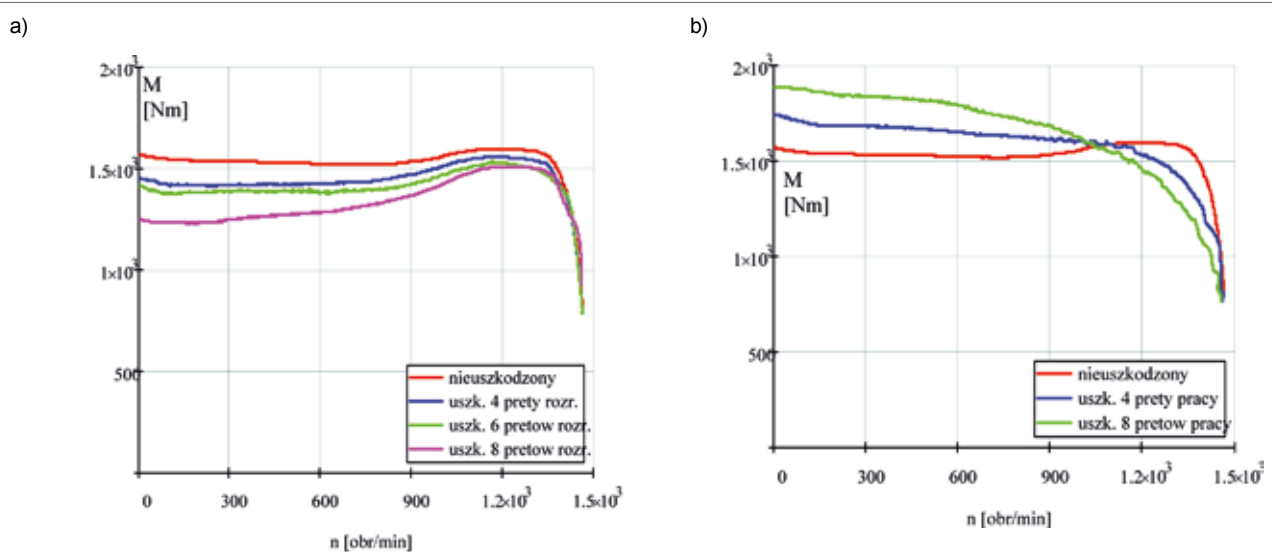 a)
2×10³
M
[Nm]
1.5×10³
1×10³
500
nieuszkodzony
uszk. 4 prety rozr.
uszk. 6 pretow rozr.
uszk. 8 pretow rozr.
0 300 600 900 1.2×10³ 1.5×10³
n [obr/min]
b)
2×10³
1.5×10³
M
[Nm]
1×10³
500
nieuszkodzony
uszk. 4 prety pracy
uszk. 8 pretow pracy
0 300 600 900 1.2×10³ 1.5×10³
n [obr/min]